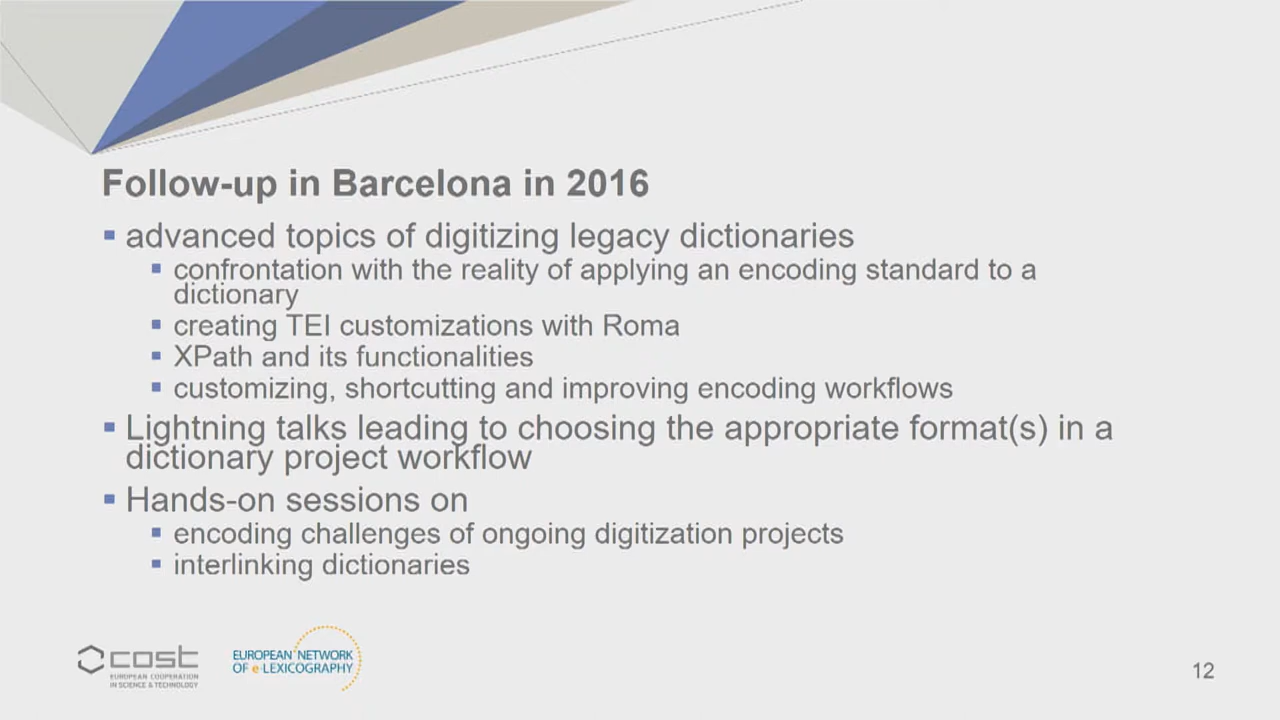 Follow-up in Barcelona in 2016
▪ advanced topics of digitizing legacy dictionaries
▪ confrontation with the reality of applying an encoding standard to a
dictionary
▪ creating TEI customizations with Roma
▪ XPath and its functionalities
▪ customizing, shortcutting and improving encoding workflows
▪ Lightning talks leading to choosing the appropriate format(s) in a
dictionary project workflow
▪ Hands-on sessions on
▪ encoding challenges of ongoing digitization projects
▪ interlinking dictionaries
cost
EUROPEAN COOPERATION
IN SCIENCE & TECHNOLOGY
EUROPEAN NETWORK
OF e-LEXICOGRAPHY
12